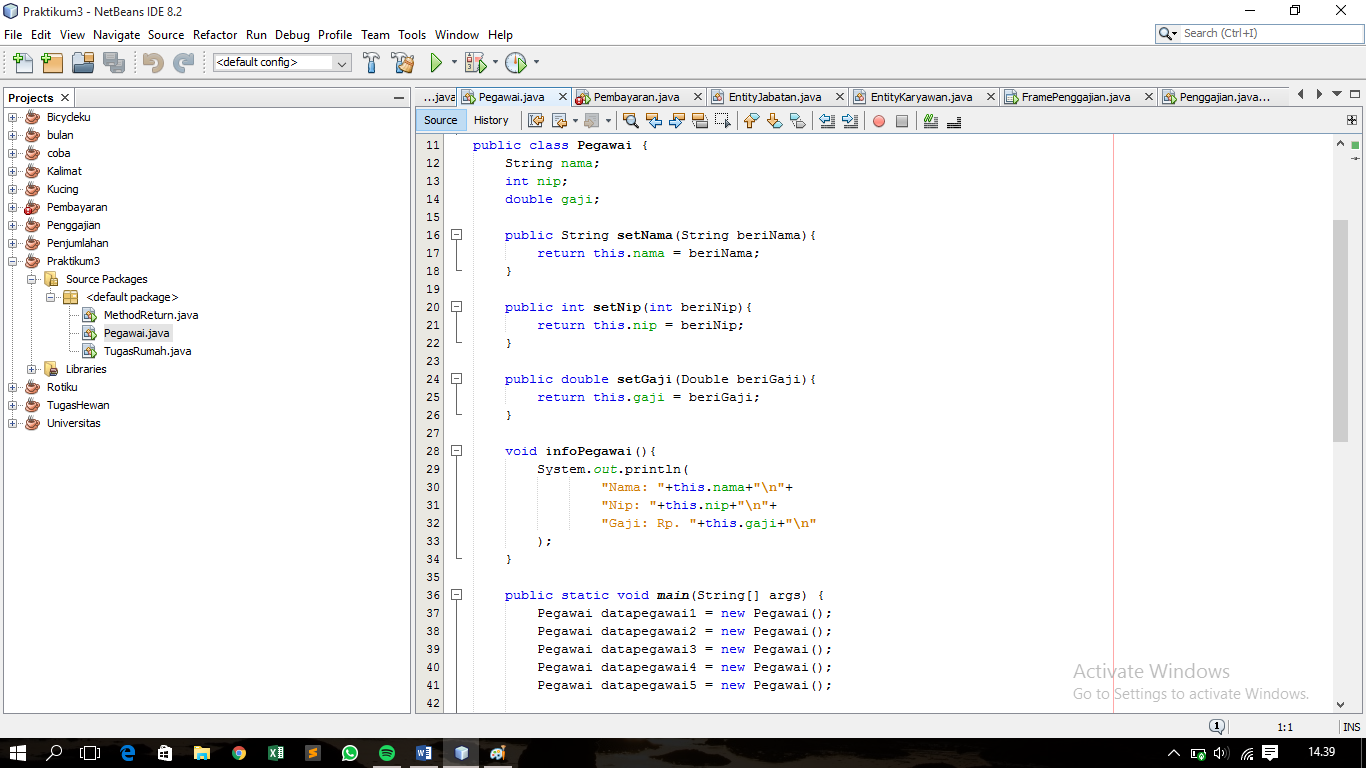 Praktikum3 - NetBeans IDE 8.2
File Edit View Navigate Source Refactor Run Debug Profile Team Tools Window Help
Search (Ctrl+I)
<default config>
Projects
Bicycleku
bulan
coba
Kalimat
Kucing
Pembayaran
Penggajian
Penjumlahan
Praktikum3
Source Packages
<default package>
MethodReturn.java
Pegawai.java
TugasRumah.java
Libraries
Rotiku
TugasHewan
Universitas
...java Pegawai.java Pembayaran.java EntityJabatan.java EntityKaryawan.java FramePenggajian.java Penggajian.java...
Source History
11 public class Pegawai {
12 String nama;
13 int nip;
14 double gaji;
15
16 public String setNama(String beriNama){
17 return this.nama = beriNama;
18 }
19
20 public int setNip(int beriNip){
21 return this.nip = beriNip;
22 }
23
24 public double setGaji(Double beriGaji){
25 return this.gaji = beriGaji;
26 }
27
28 void infoPegawai(){
29 System.out.println(
30 "Nama: "+this.nama+"\n"+
31 "Nip: "+this.nip+"\n"+
32 "Gaji: Rp. "+this.gaji+"\n"
33 );
34 }
35
36 public static void main(String[] args) {
37 Pegawai datapegawai1 = new Pegawai();
38 Pegawai datapegawai2 = new Pegawai();
39 Pegawai datapegawai3 = new Pegawai();
40 Pegawai datapegawai4 = new Pegawai();
41 Pegawai datapegawai5 = new Pegawai();
42
Activate Windows
Go to Settings to activate Windows.
1 1:1 INS
14.39